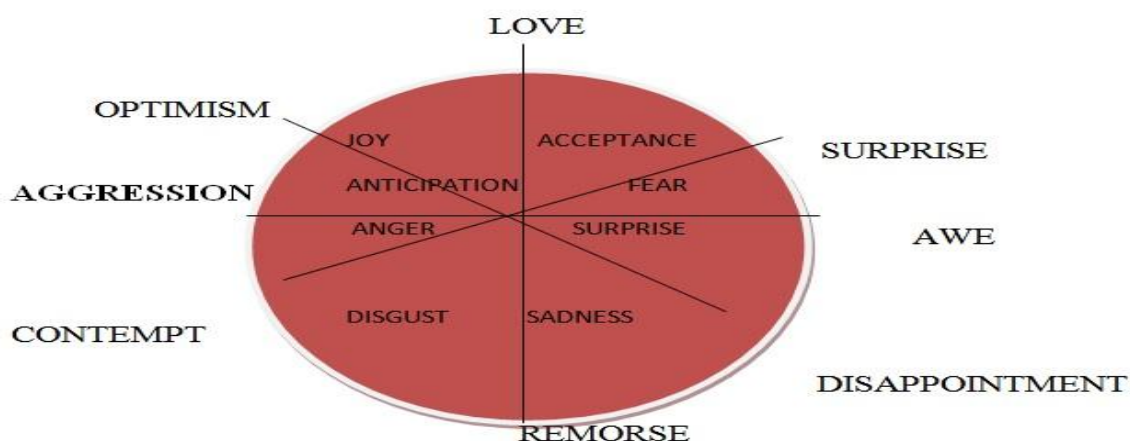 LOVE
OPTIMISM
JOY
ACCEPTANCE
SURPRISE
AGGRESSION
ANTICIPATION
FEAR
ANGER
SURPRISE
AWE
CONTEMPT
DISGUST
SADNESS
DISAPPOINTMENT
REMORSE